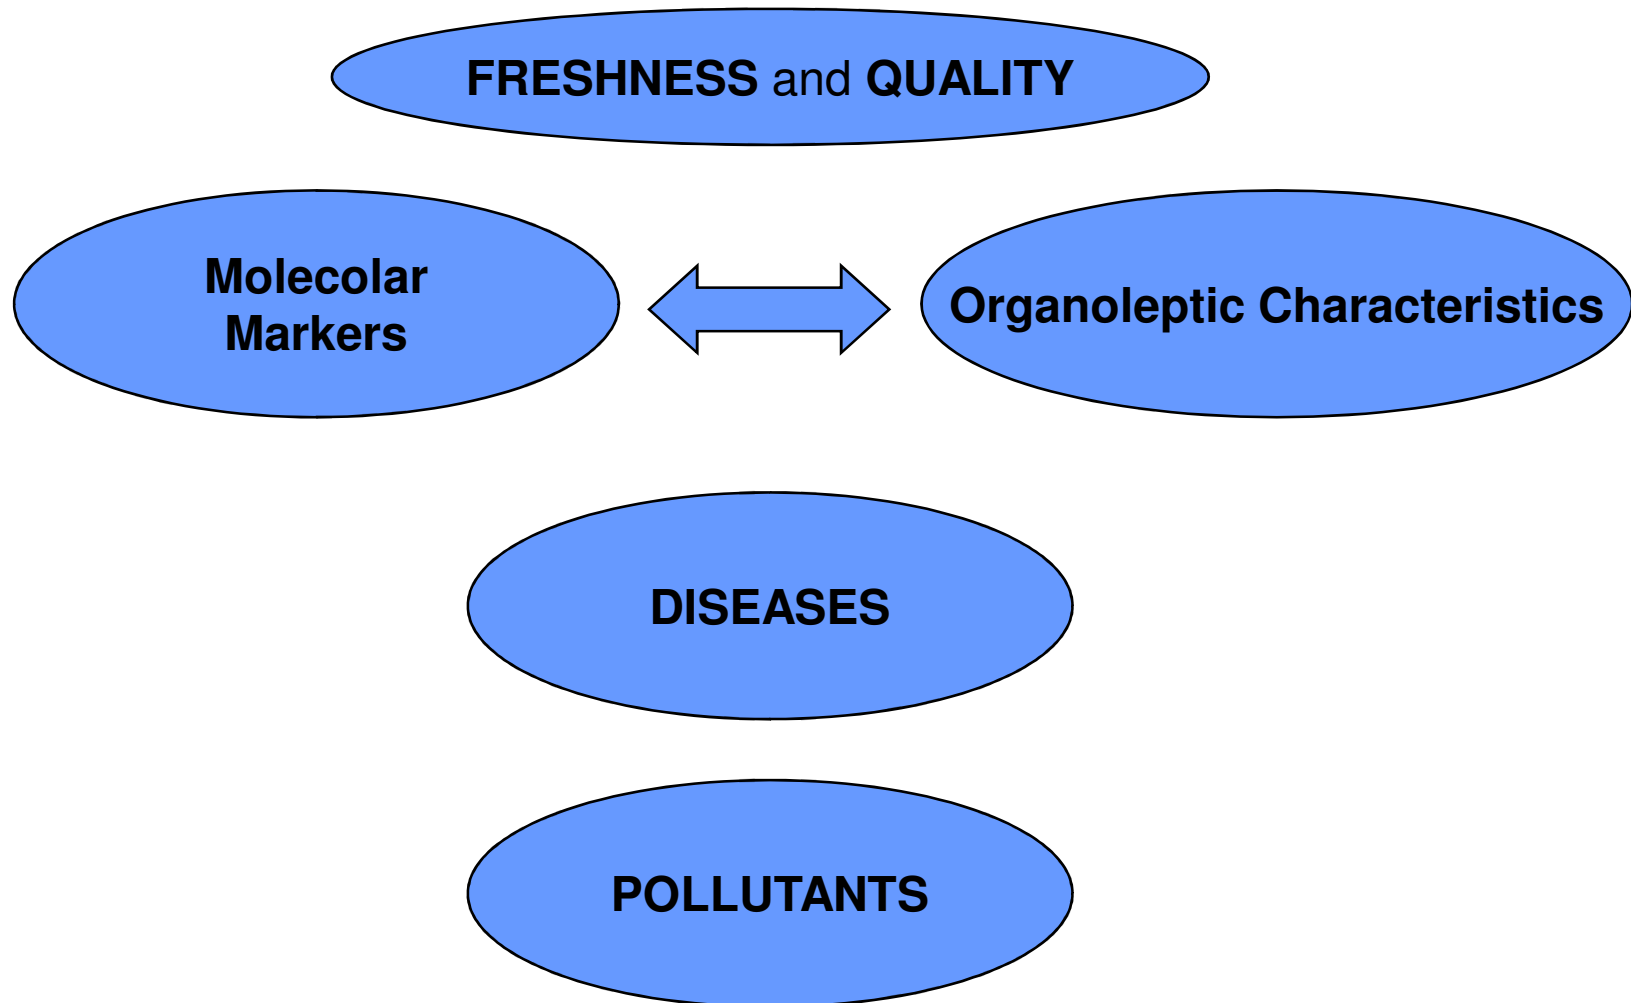 FRESHNESS and QUALITY
Molecolar
Markers
Organoleptic Characteristics
DISEASES
POLLUTANTS